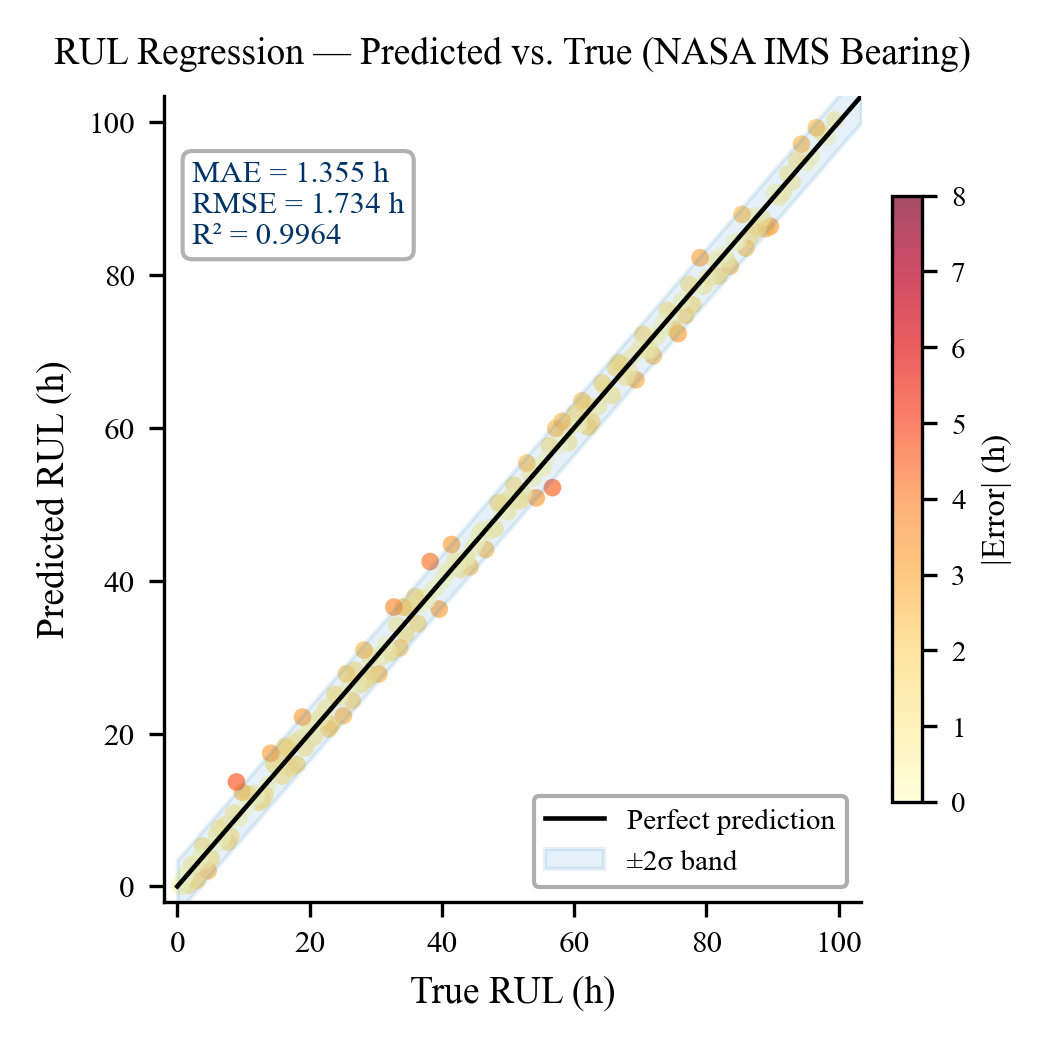 RUL Regression — Predicted vs. True (NASA IMS Bearing)
MAE = 1.355 h
RMSE = 1.734 h
R² = 0.9964
Predicted RUL (h)
100
80
60
40
20
0
0 20 40 60 80 100
True RUL (h)
Perfect prediction
±2σ band
8
7
6
5
4
3
2
1
0
|Error| (h)